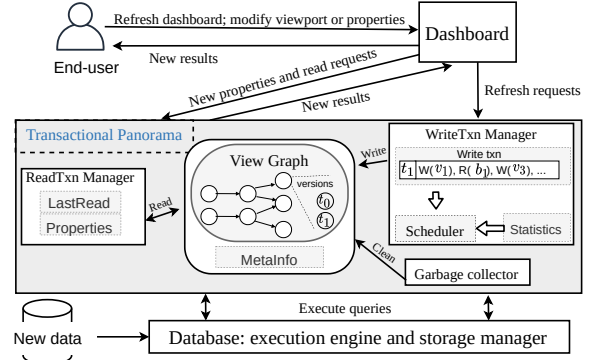 Refresh dashboard; modify viewport or properties
Dashboard
New results
End-user
New properties and read requests
New results
Refresh requests
Transactional Panorama
WriteTxn Manager
Write txn
t1 W(v1), R( b1), W(v3), ...
Scheduler
Statistics
ReadTxn Manager
LastRead
Properties
Read
Write
View Graph
versions
t0
t1
MetaInfo
Clean
Garbage collector
Execute queries
New data
Database: execution engine and storage manager